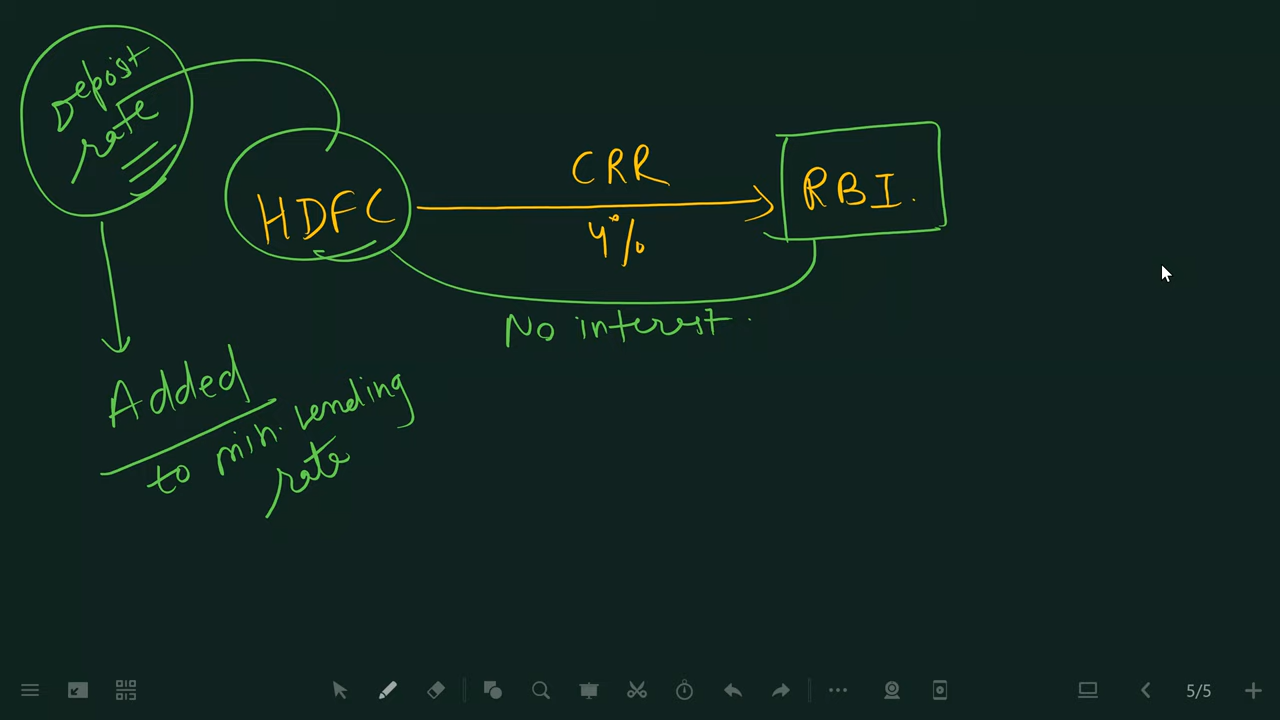 Deposit
rate
HDFC
CRR
4%
RBI.
No interest.
Added
to min. lending
rate
5/5